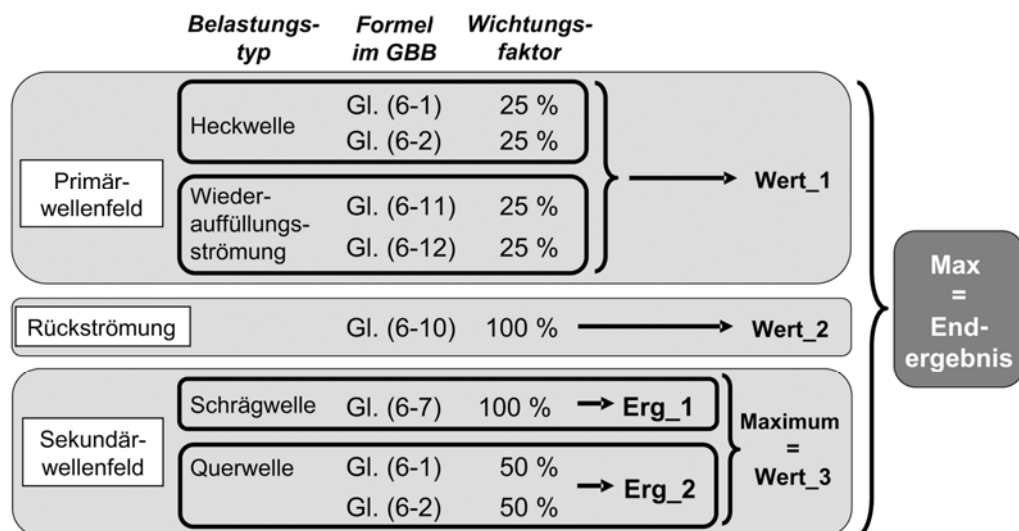 Belastungs- Formel Wichtungs-
typ im GBB faktor
Heckwelle Gl. (6-1) 25 %
Gl. (6-2) 25 %
Primär-
wellenfeld
Wert_1
Wieder-
auffüllungs-
strömung
Gl. (6-11) 25 %
Gl. (6-12) 25 %
Rückströmung Gl. (6-10) 100 % Wert_2
Schrägwelle Gl. (6-7) 100 % Erg_1
Sekundär-
wellenfeld
Querwelle Gl. (6-1) 50 %
Gl. (6-2) 50 %
Erg_2
Maximum
=
Wert_3
Max
=
End-
ergebnis